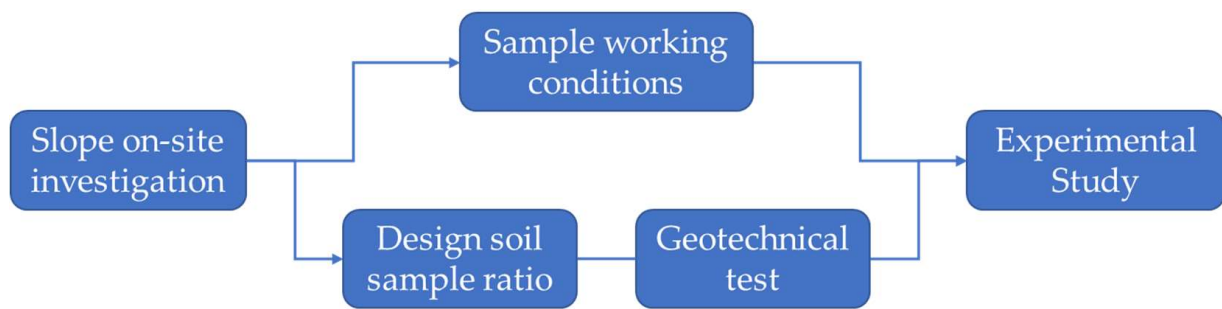 Sample working
conditions
Slope on-site
investigation
Experimental
Study
Design soil
sample ratio
Geotechnical
test